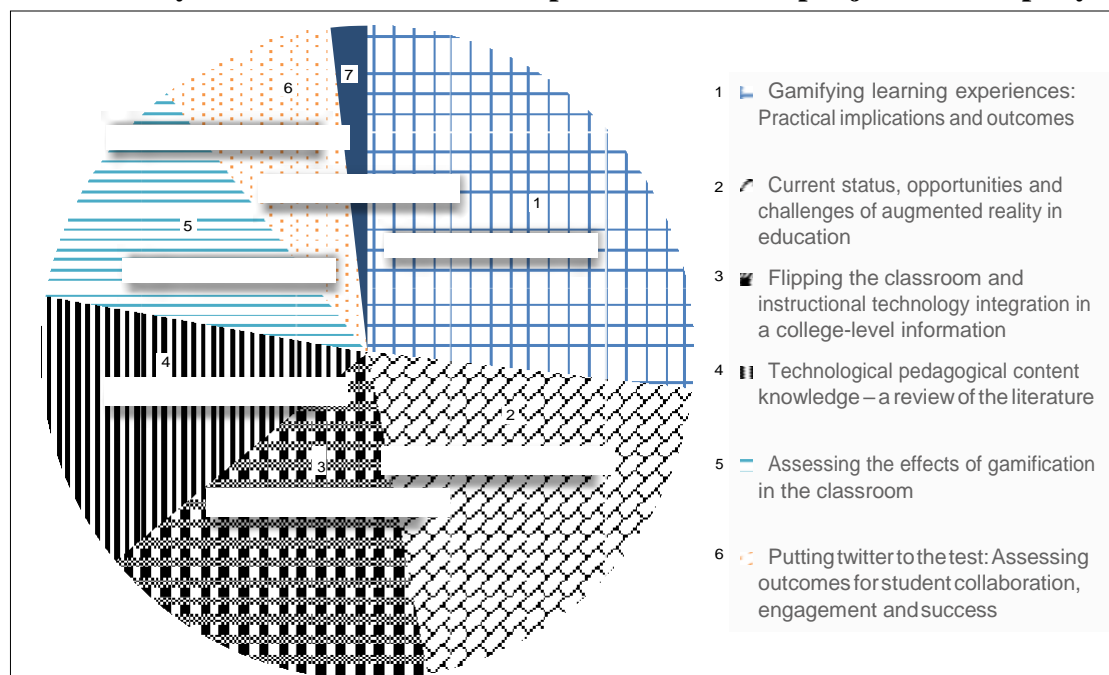 6
7
1
5
4
2
3
1 Gamifying learning experiences:
Practical implications and outcomes
2 Current status, opportunities and
challenges of augmented reality in
education
3 Flipping the classroom and
instructional technology integration in
a college-level information
4 Technological pedagogical content
knowledge – a review of the literature
5 Assessing the effects of gamification
in the classroom
6 Putting twitter to the test: Assessing
outcomes for student collaboration,
engagement and success